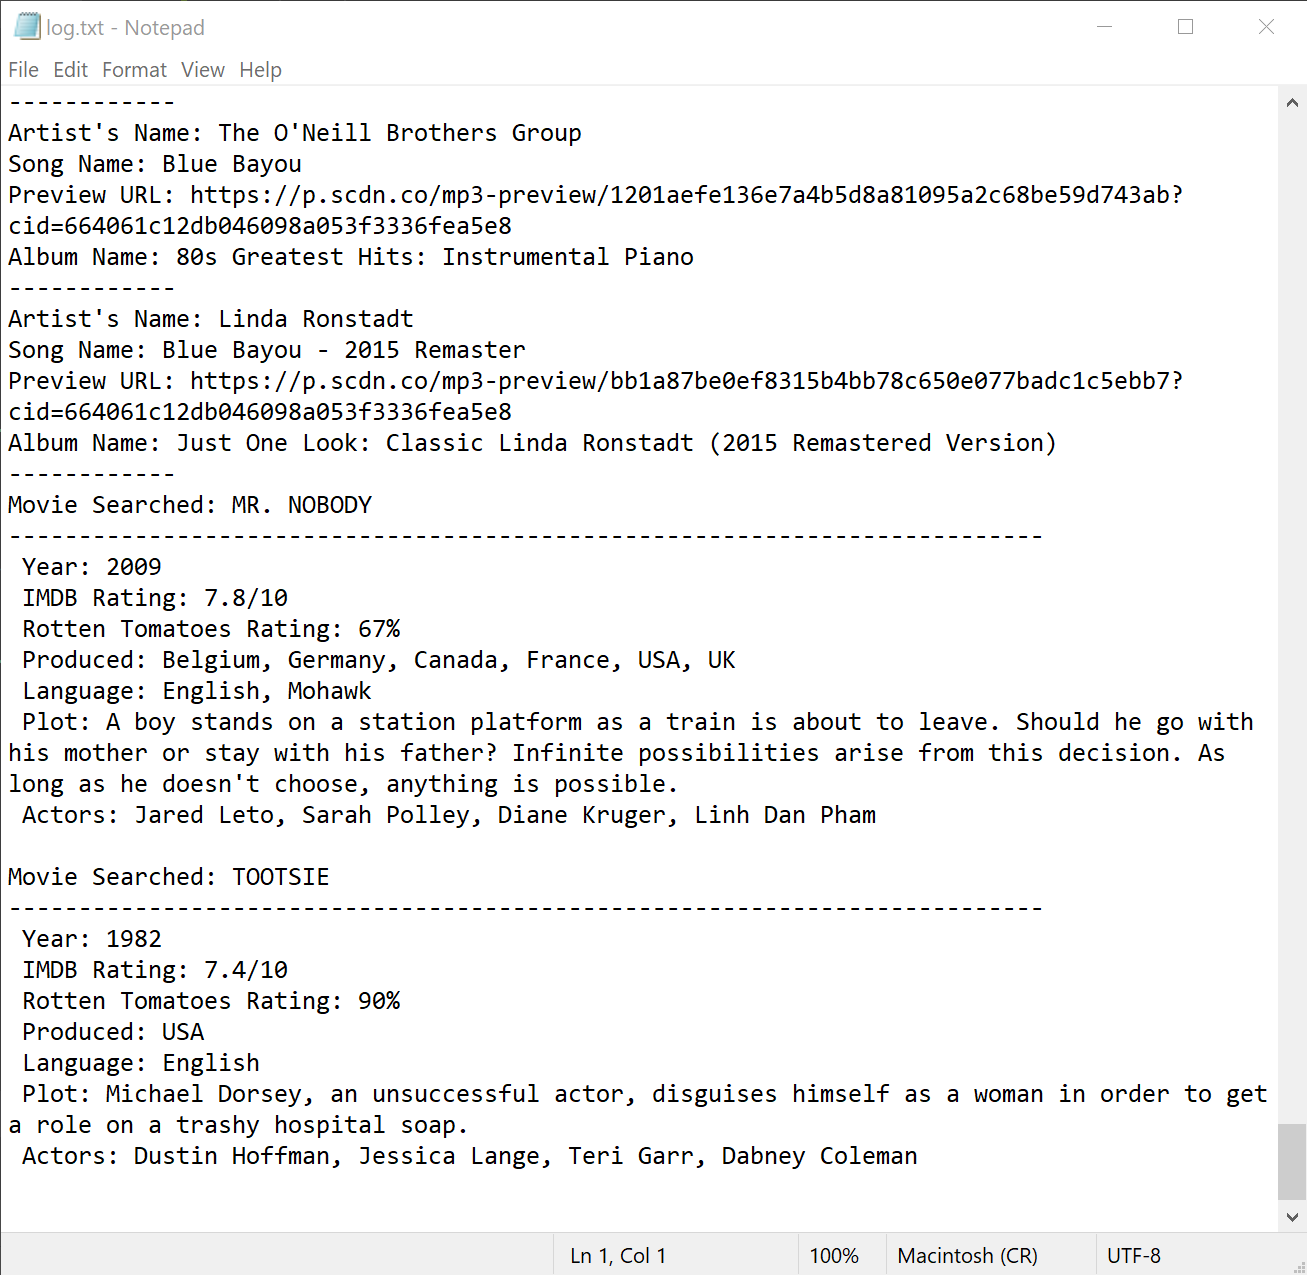 log.txt - Notepad
File Edit Format View Help
------------
Artist's Name: The O'Neill Brothers Group
Song Name: Blue Bayou
Preview URL: https://p.scdn.co/mp3-preview/1201aefe136e7a4b5d8a81095a2c68be59d743ab?
cid=664061c12db046098a053f3336fea5e8
Album Name: 80s Greatest Hits: Instrumental Piano
------------
Artist's Name: Linda Ronstadt
Song Name: Blue Bayou - 2015 Remaster
Preview URL: https://p.scdn.co/mp3-preview/bb1a87be0ef8315b4bb78c650e077badc1c5ebb7?
cid=664061c12db046098a053f3336fea5e8
Album Name: Just One Look: Classic Linda Ronstadt (2015 Remastered Version)
------------
Movie Searched: MR. NOBODY
--------------------------------------------------------------------------
 Year: 2009
 IMDB Rating: 7.8/10
 Rotten Tomatoes Rating: 67%
 Produced: Belgium, Germany, Canada, France, USA, UK
 Language: English, Mohawk
 Plot: A boy stands on a station platform as a train is about to leave. Should he go with
his mother or stay with his father? Infinite possibilities arise from this decision. As
long as he doesn't choose, anything is possible.
 Actors: Jared Leto, Sarah Polley, Diane Kruger, Linh Dan Pham

Movie Searched: TOOTSIE
--------------------------------------------------------------------------
 Year: 1982
 IMDB Rating: 7.4/10
 Rotten Tomatoes Rating: 90%
 Produced: USA
 Language: English
 Plot: Michael Dorsey, an unsuccessful actor, disguises himself as a woman in order to get
a role on a trashy hospital soap.
 Actors: Dustin Hoffman, Jessica Lange, Teri Garr, Dabney Coleman
Ln 1, Col 1 100% Macintosh (CR) UTF-8